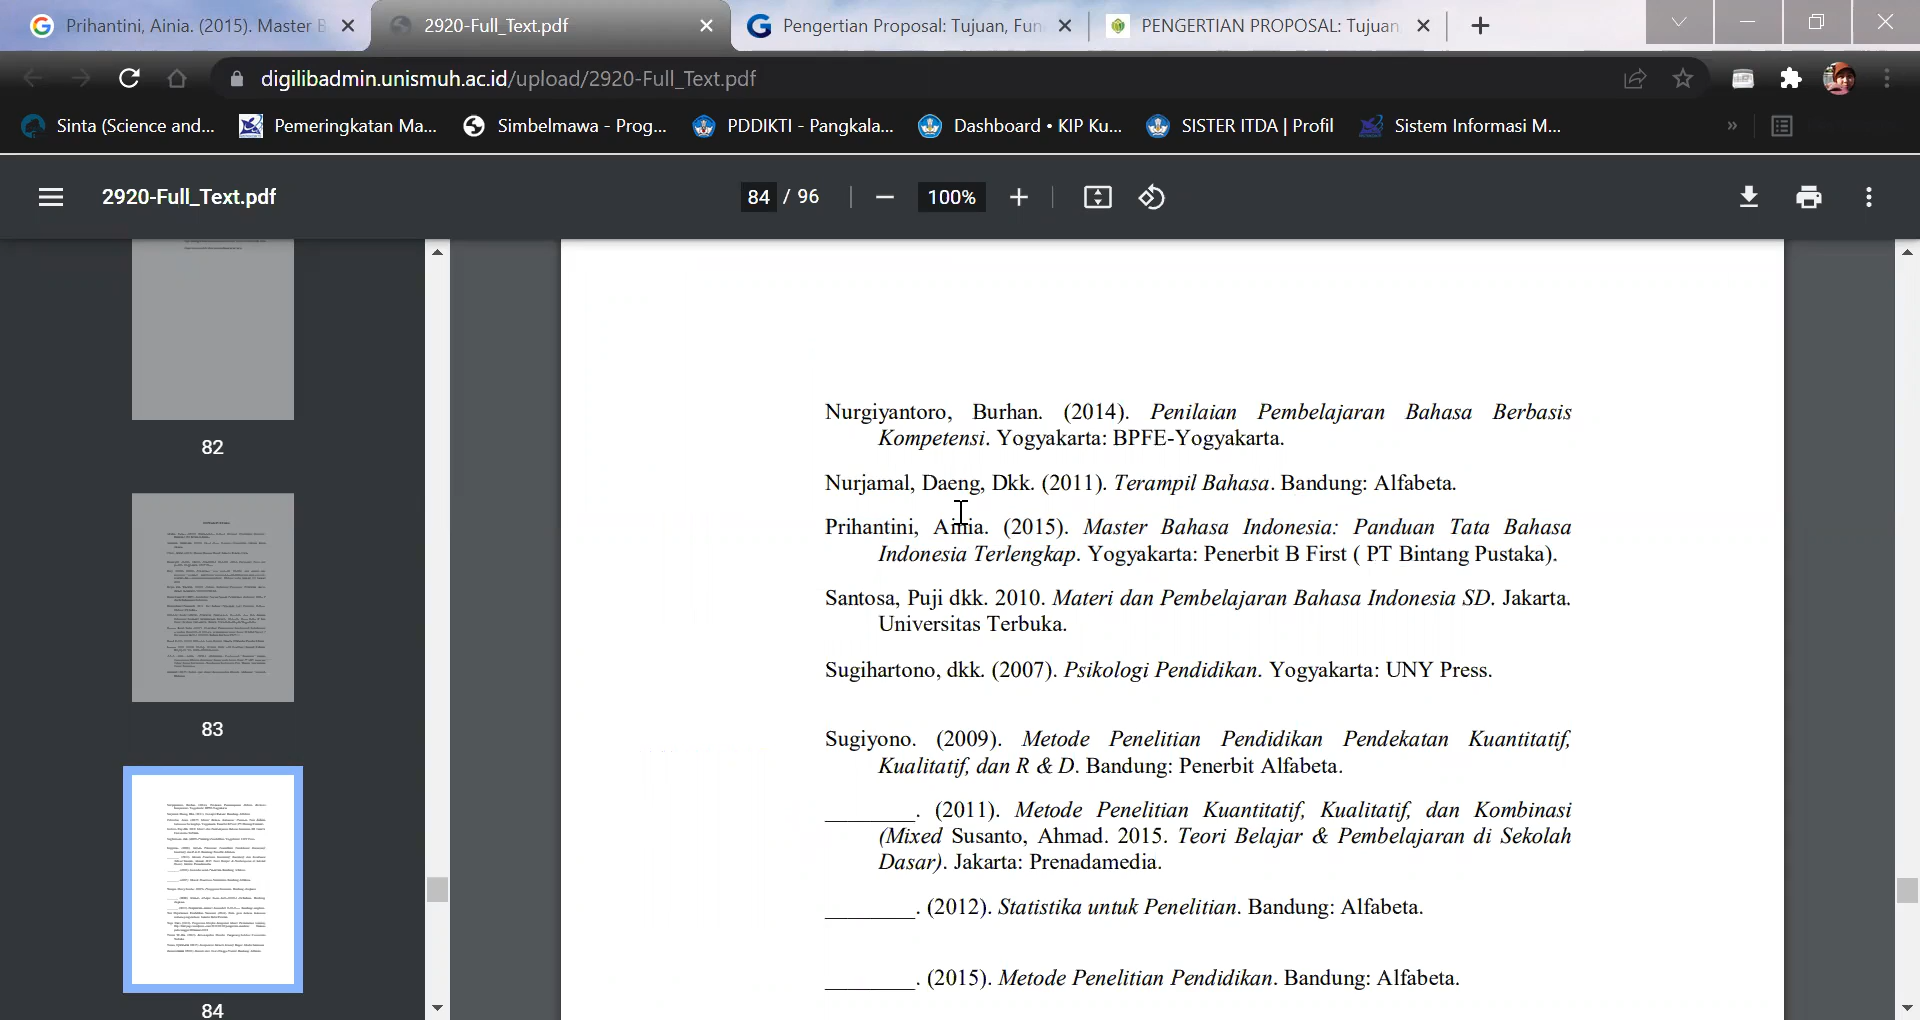 Prihantini, Ainia. (2015). Master B
2920-Full_Text.pdf
Pengertian Proposal: Tujuan, Fun
PENGERTIAN PROPOSAL: Tujuan,
digilibadmin.unismuh.ac.id/upload/2920-Full_Text.pdf
Sinta (Science and...
Pemeringkatan Ma...
Simbelmawa - Prog...
PDDIKTI - Pangkala...
Dashboard • KIP Ku...
SISTER ITDA | Profil
Sistem Informasi M...
»
2920-Full_Text.pdf
84 / 96
100%
82
83
84
Nurgiyantoro, Burhan. (2014). Penilaian Pembelajaran Bahasa Berbasis
Kompetensi. Yogyakarta: BPFE-Yogyakarta.
Nurjamal, Daeng, Dkk. (2011). Terampil Bahasa. Bandung: Alfabeta.
Prihantini, Ainia. (2015). Master Bahasa Indonesia: Panduan Tata Bahasa
Indonesia Terlengkap. Yogyakarta: Penerbit B First ( PT Bintang Pustaka).
Santosa, Puji dkk. 2010. Materi dan Pembelajaran Bahasa Indonesia SD. Jakarta.
Universitas Terbuka.
Sugihartono, dkk. (2007). Psikologi Pendidikan. Yogyakarta: UNY Press.
Sugiyono. (2009). Metode Penelitian Pendidikan Pendekatan Kuantitatif,
Kualitatif, dan R & D. Bandung: Penerbit Alfabeta.
________. (2011). Metode Penelitian Kuantitatif, Kualitatif, dan Kombinasi
(Mixed Susanto, Ahmad. 2015. Teori Belajar & Pembelajaran di Sekolah
Dasar). Jakarta: Prenadamedia.
________. (2012). Statistika untuk Penelitian. Bandung: Alfabeta.
________. (2015). Metode Penelitian Pendidikan. Bandung: Alfabeta.